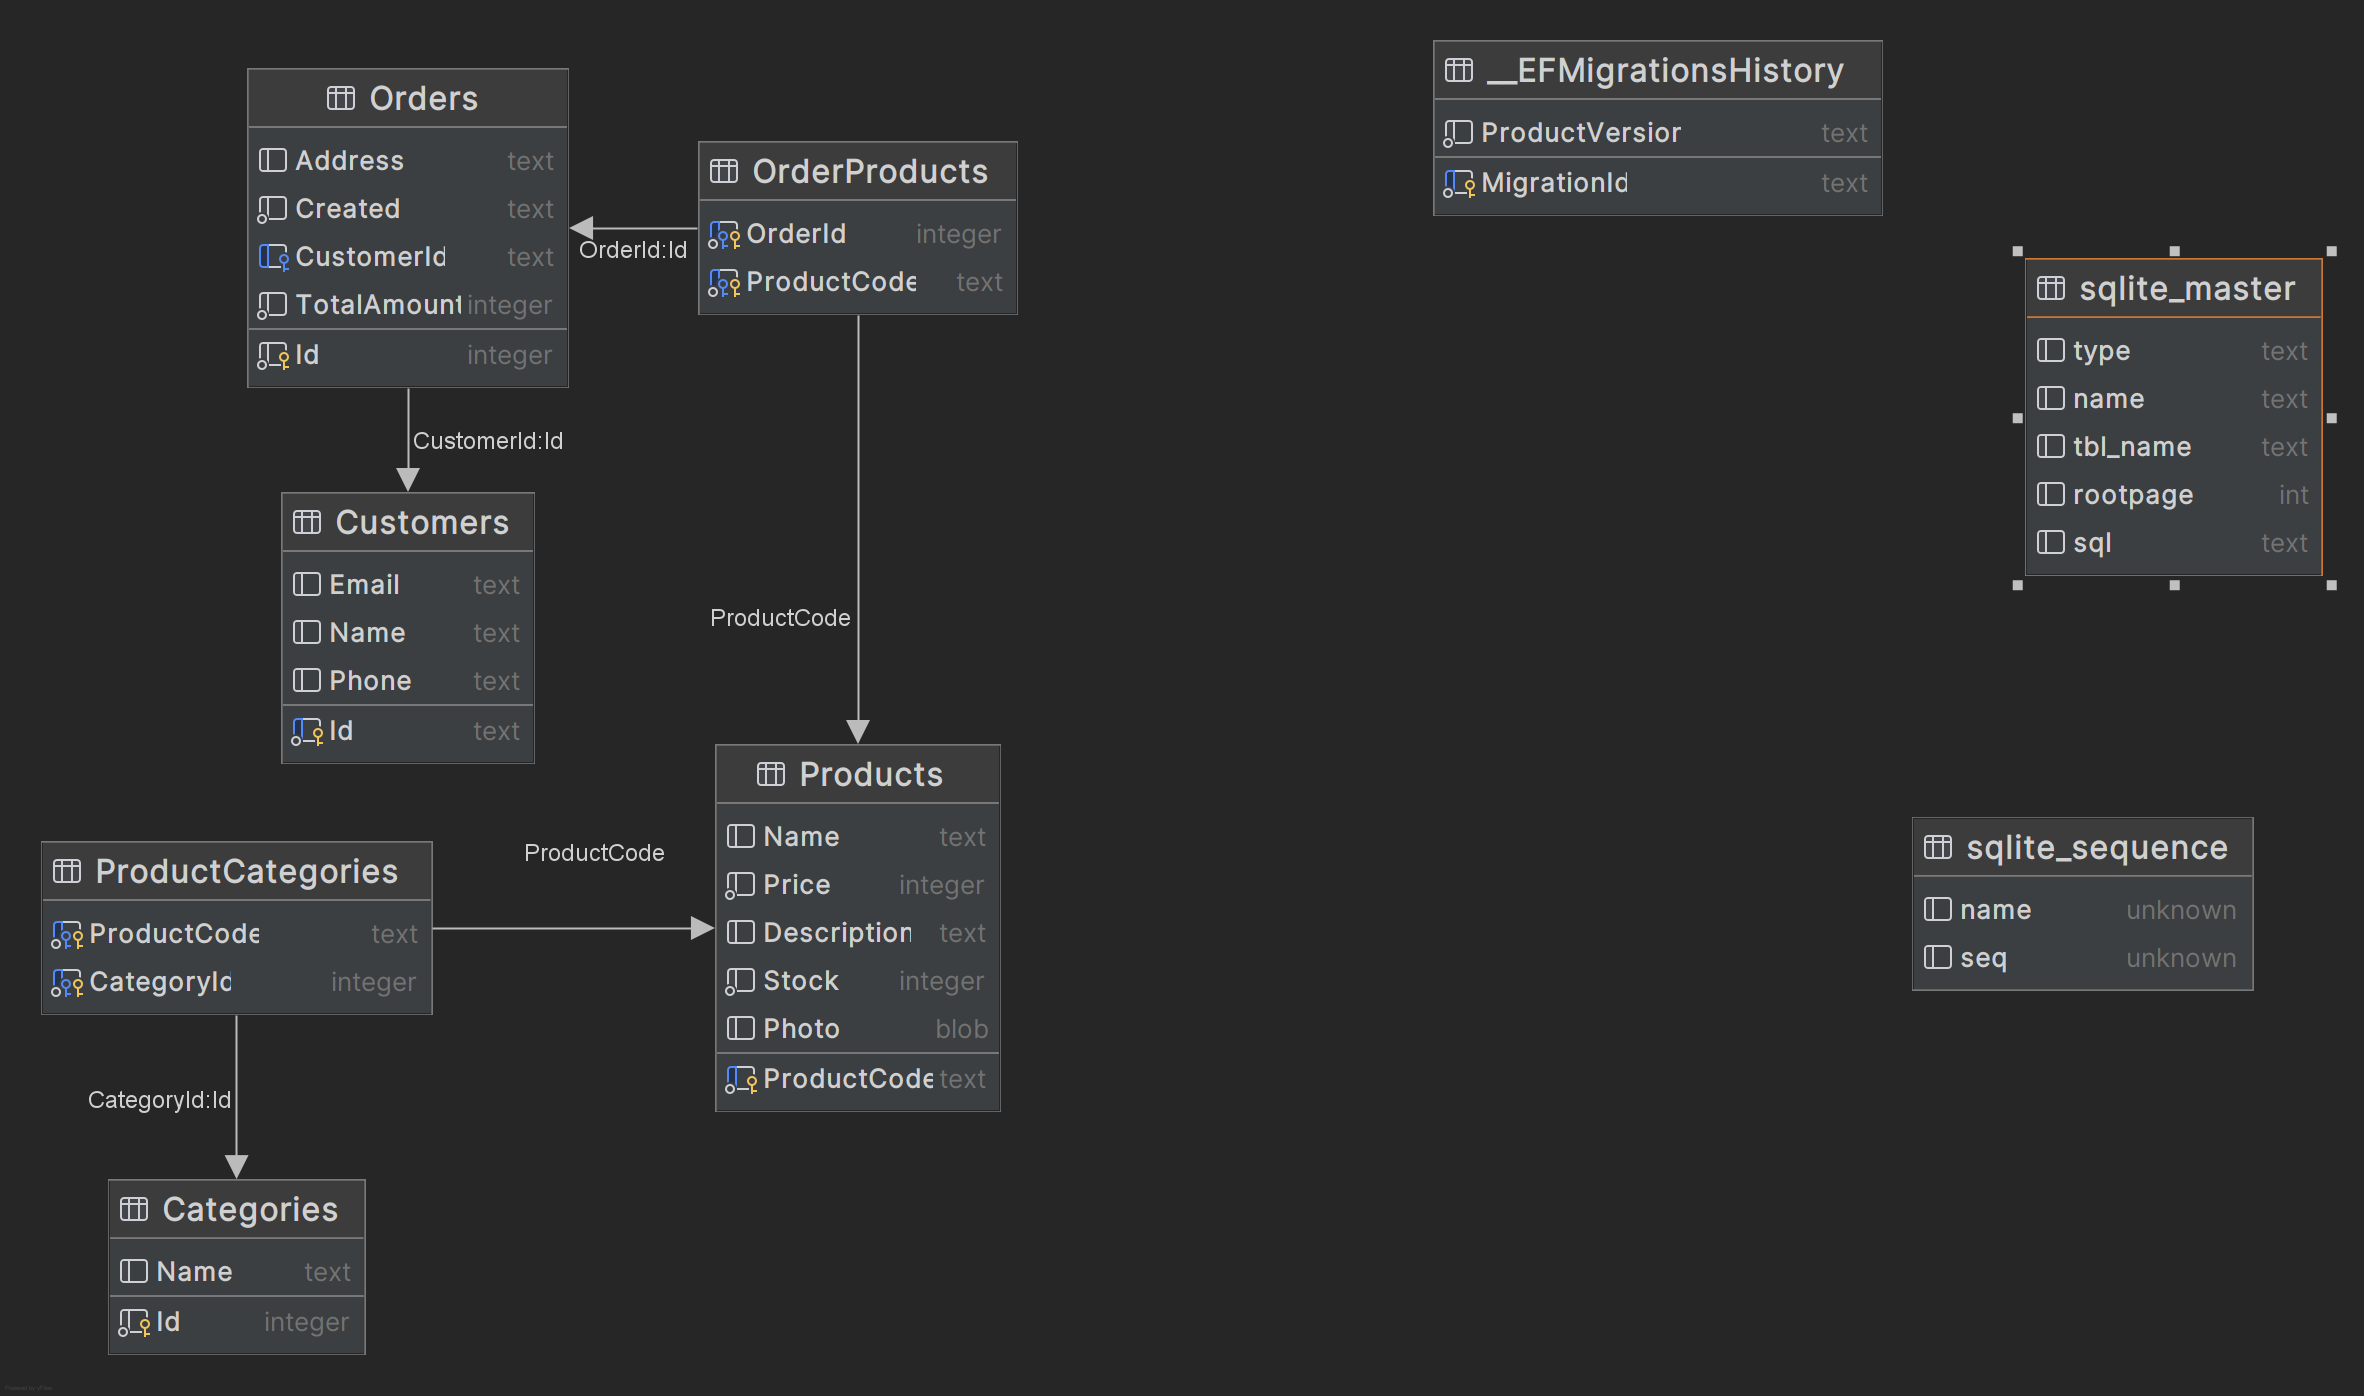 Orders
Address text
Created text
CustomerId text
TotalAmount integer
Id integer
OrderId:Id
OrderProducts
OrderId integer
ProductCode text
CustomerId:Id
Customers
Email text
Name text
Phone text
Id text
ProductCode
Products
Name text
Price integer
Description text
Stock integer
Photo blob
ProductCode text
ProductCode
ProductCategories
ProductCode text
CategoryId integer
CategoryId:Id
Categories
Name text
Id integer
__EFMigrationsHistory
ProductVersior text
MigrationId text
sqlite_master
type text
name text
tbl_name text
rootpage int
sql text
sqlite_sequence
name unknown
seq unknown